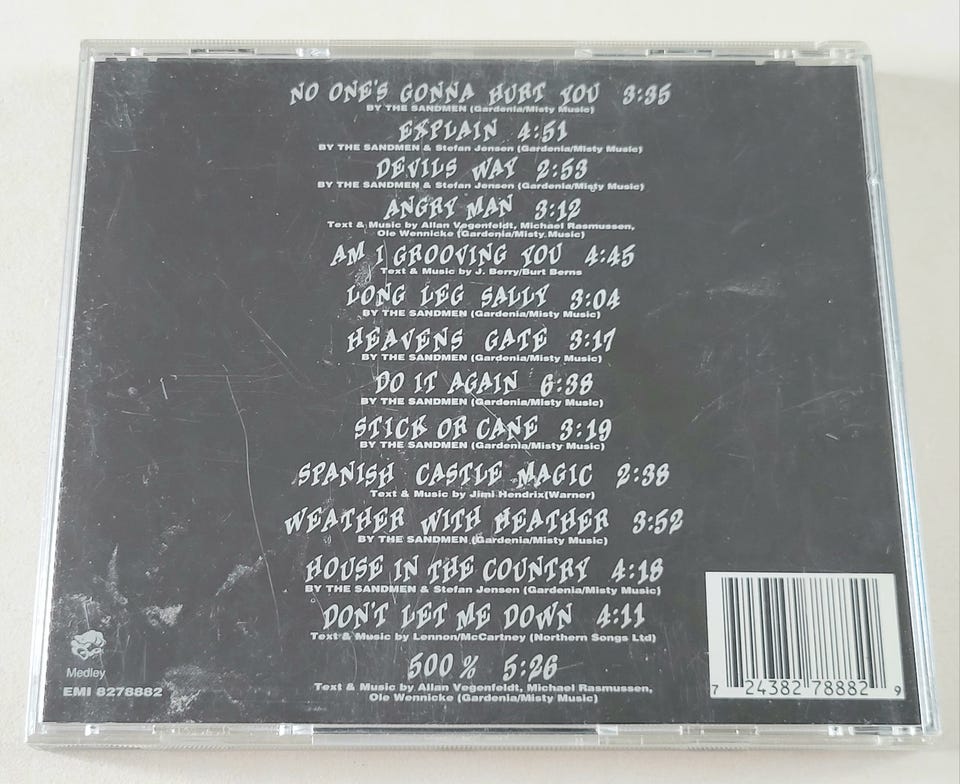 NO ONE'S GONNA HURT YOU 3:35
BY THE SANDMEN (Gardenia/Misty Music)
EXPLAIN 4:51
BY THE SANDMEN & Stefan Jensen (Gardenia/Misty Music)
DEVILS WAY 2:53
BY THE SANDMEN & Stefan Jensen (Gardenia/Misty Music)
ANGRY MAN 3:12
Text & Music by Allan Vegenfeldt, Michael Rasmussen,
Ole Wennicke (Gardenia/Misty Music)
AM I GROOVING YOU 4:45
Text & Music by J. Berry/Burt Berns
LONG LEG SALLY 3:04
BY THE SANDMEN (Gardenia/Misty Music)
HEAVENS GATE 3:17
BY THE SANDMEN (Gardenia/Misty Music)
DO IT AGAIN 6:38
BY THE SANDMEN (Gardenia/Misty Music)
STICK OR CANE 3:19
BY THE SANDMEN (Gardenia/Misty Music)
SPANISH CASTLE MAGIC 2:38
Text & Music by Jimi Hendrix(Warner)
WEATHER WITH HEATHER 3:52
BY THE SANDMEN (Gardenia/Misty Music)
HOUSE IN THE COUNTRY 4:18
BY THE SANDMEN & Stefan Jensen (Gardenia/Misty Music)
DON'T LET ME DOWN 4:11
Text & Music by Lennon/McCartney (Northern Songs Ltd)
500 % 5:26
Text & Music by Allan Vegenfeldt, Michael Rasmussen,
Ole Wennicke (Gardenia/Misty Music)
Medley
EMI 8278882
7 24382 78882 9